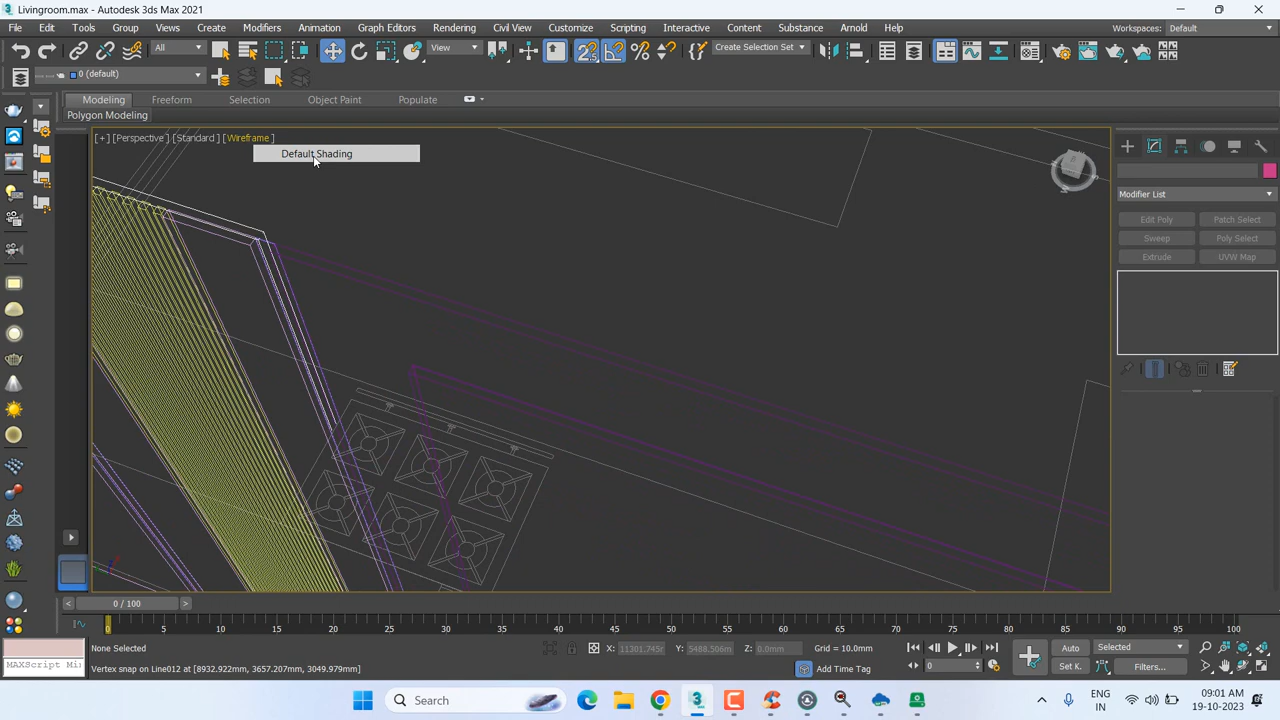 Livingroom.max - Autodesk 3ds Max 2021
File Edit Tools Group Views Create Modifiers Animation Graph Editors Rendering Civil View Customize Scripting Interactive Content Substance Arnold Help
Workspaces: Default
All
View
Create Selection Set
0 (default)
Modeling Freeform Selection Object Paint Populate
Polygon Modeling
[+] [Perspective ] [Standard ] [Wireframe ]
Default Shading
Modifier List
Edit Poly Patch Select
Sweep Poly Select
Extrude UVW Map
< 0 / 100 >
0 5 10 15 20 25 30 35 40 45 50 55 60 65 70 75 80 85 90 95 100
None Selected
X: Y: Z: 0.0mm
Grid = 10.0mm
Auto Selected
MAXScript Mi
Vertex snap on Line012 at [8932.922mm, 3657.207mm, 3049.979mm]
Add Time Tag
0
Set K. Filters...
Search
ENG
IN
09:01 AM
19-10-2023